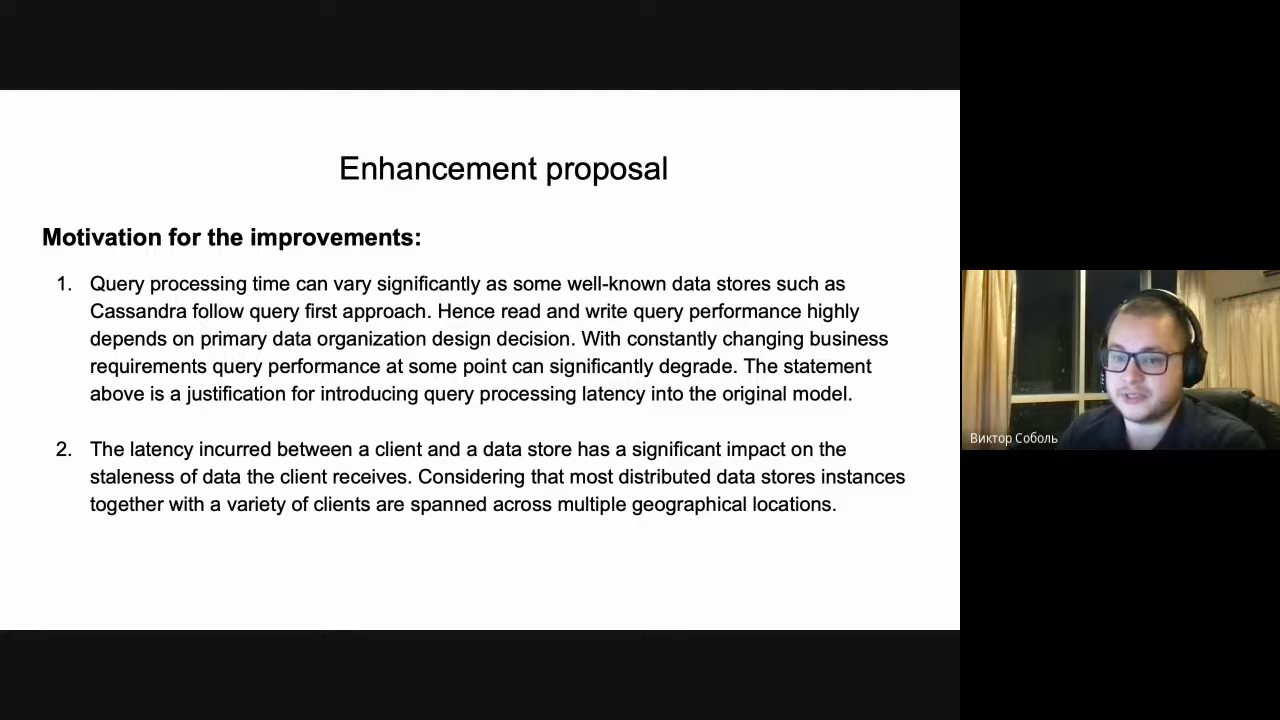 Enhancement proposal
Motivation for the improvements:
1. Query processing time can vary significantly as some well-known data stores such as
Cassandra follow query first approach. Hence read and write query performance highly
depends on primary data organization design decision. With constantly changing business
requirements query performance at some point can significantly degrade. The statement
above is a justification for introducing query processing latency into the original model.
2. The latency incurred between a client and a data store has a significant impact on the
staleness of data the client receives. Considering that most distributed data stores instances
together with a variety of clients are spanned across multiple geographical locations.
Виктор Соболь